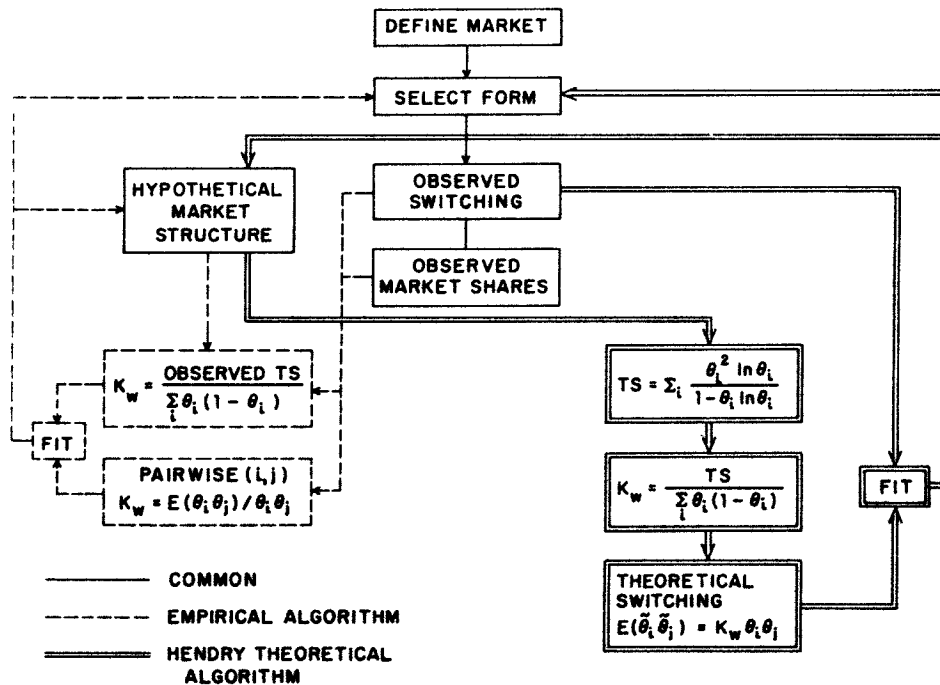 DEFINE MARKET
SELECT FORM
HYPOTHETICAL
MARKET
STRUCTURE
OBSERVED
SWITCHING
OBSERVED
MARKET SHARES
K_w = OBSERVED TS / Σ_i θ_i (1 - θ_i)
FIT
PAIRWISE (i,j)
K_w = E(θ_i θ_j) / θ_i θ_j
TS = Σ_i θ_i² ln θ_i / 1 - θ_i ln θ_i
K_w = TS / Σ_i θ_i (1 - θ_i)
FIT
THEORETICAL
SWITCHING
E(θ̃_i θ̃_j) = K_w θ_i θ_j
COMMON
EMPIRICAL ALGORITHM
HENDRY THEORETICAL
ALGORITHM